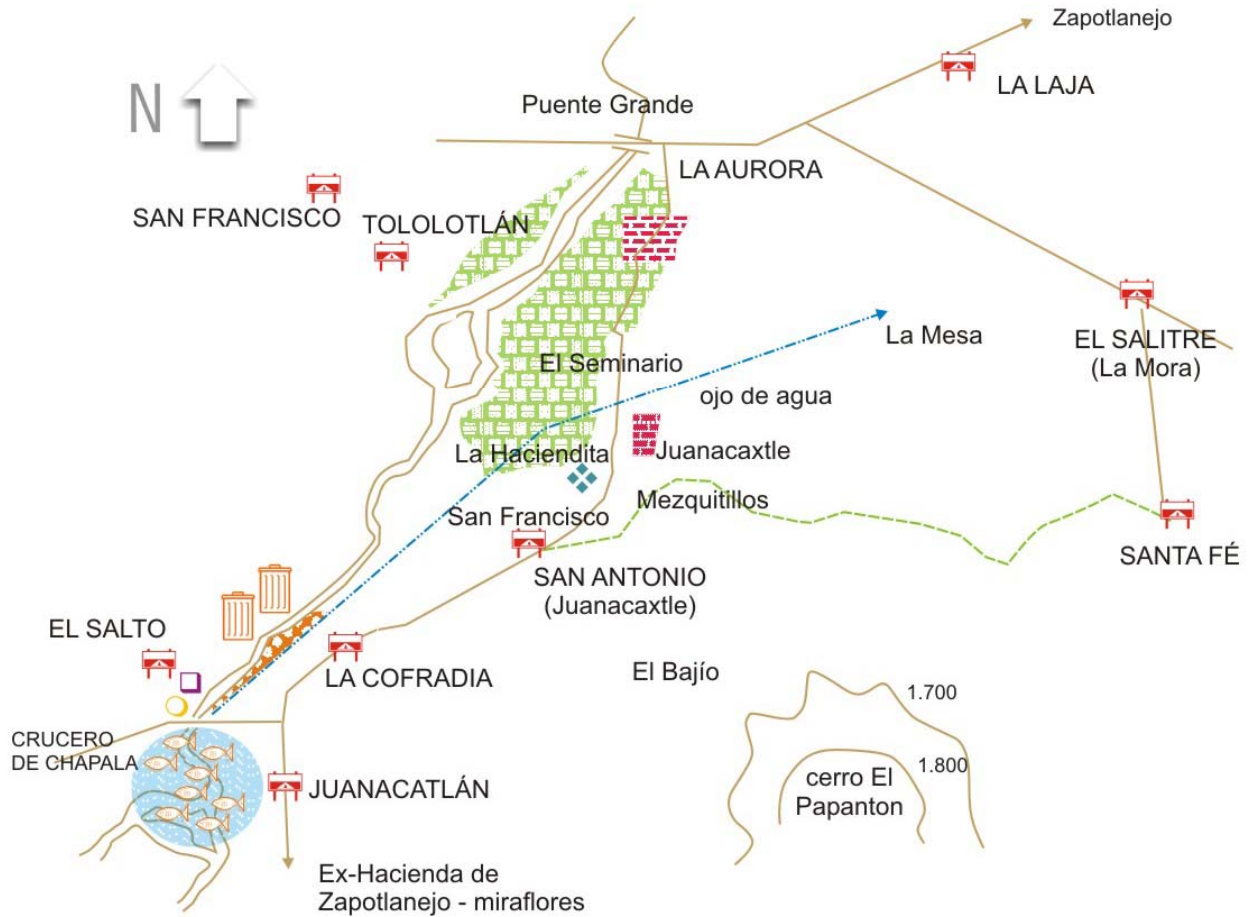 Zapotlanejo
N
LA LAJA
Puente Grande
LA AURORA
SAN FRANCISCO
TOLOLOTLÁN
La Mesa
EL SALITRE
(La Mora)
El Seminario
ojo de agua
La Haciendita
Juanacaxtle
Mezquitillos
San Francisco
SANTA FÉ
SAN ANTONIO
(Juanacaxtle)
EL SALTO
LA COFRADIA
El Bajío
1.700
CRUCERO
DE CHAPALA
1.800
cerro El
Papanton
JUANACATLÁN
Ex-Hacienda de
Zapotlanejo - miraflores